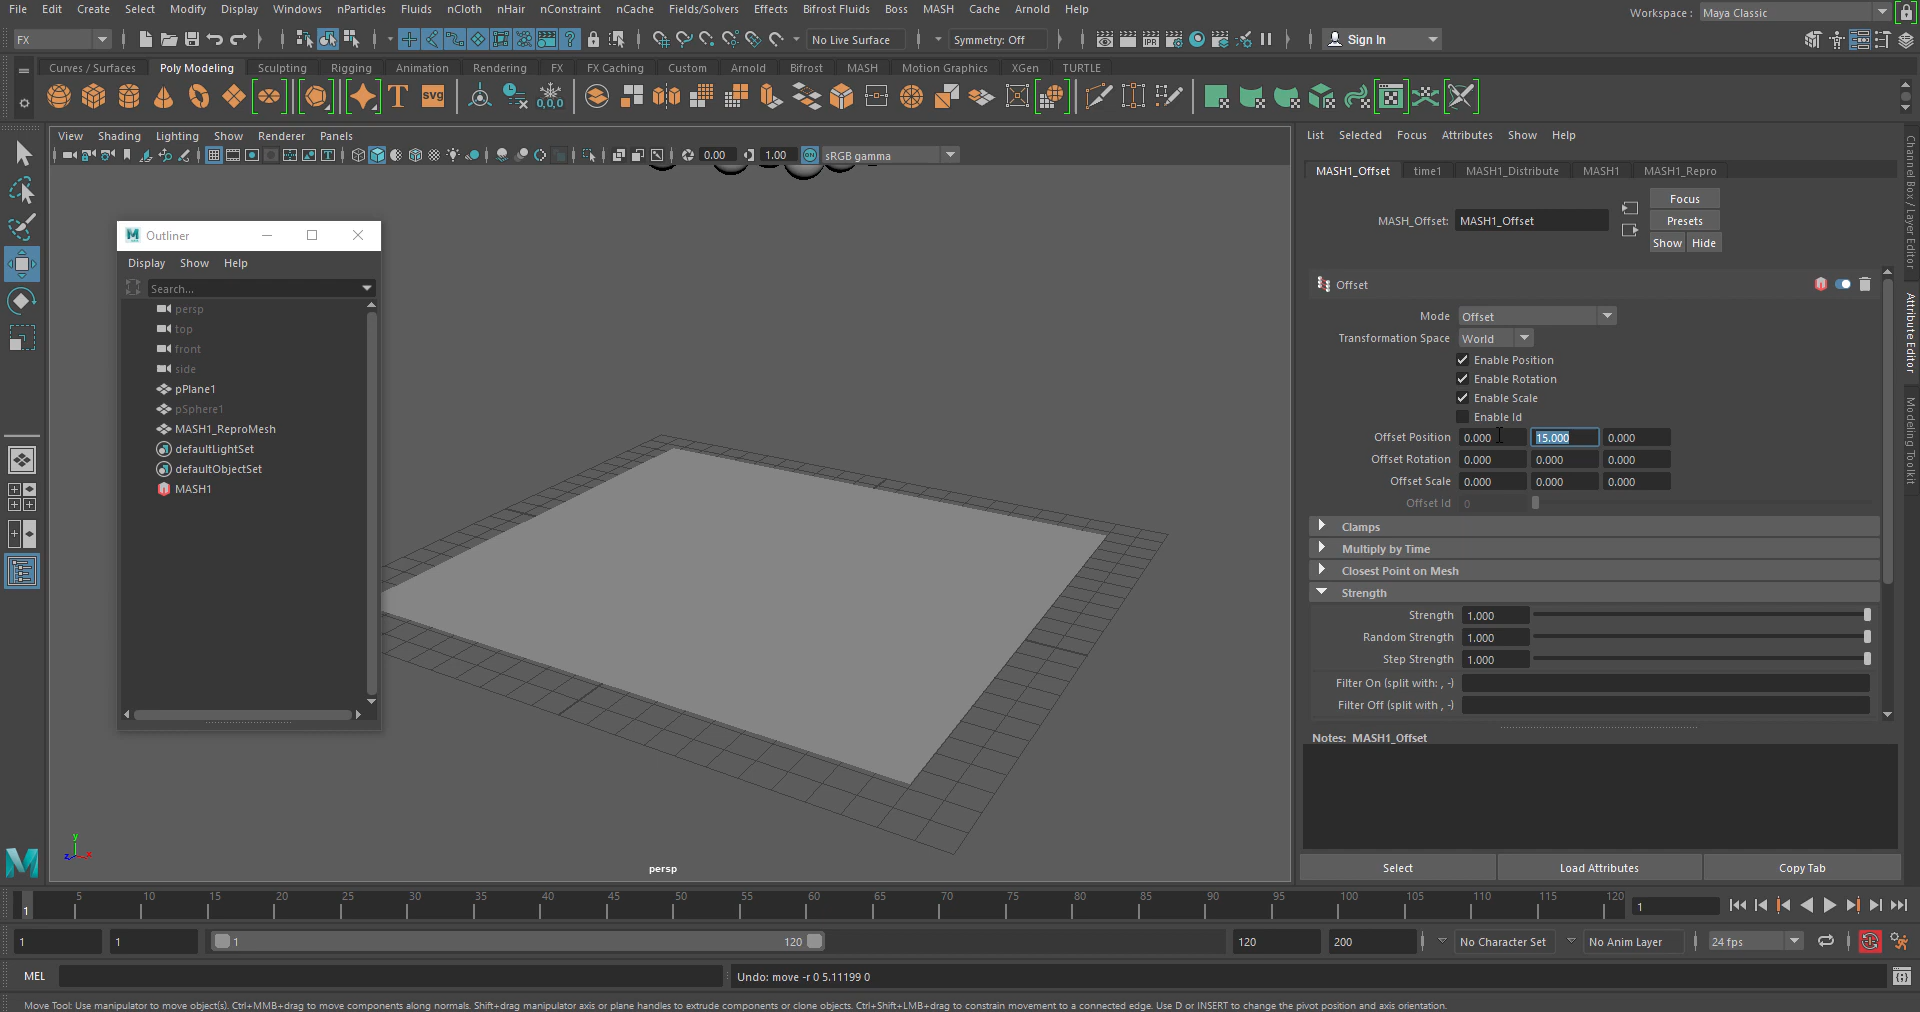 File Edit Create Select Modify Display Windows nParticles Fluids nCloth nHair nConstraint nCache Fields/Solvers Effects Bifrost Fluids Boss MASH Cache Arnold Help
Workspace : Maya Classic
FX
No Live Surface
Symmetry: Off
Sign In
Curves / Surfaces Poly Modeling Sculpting Rigging Animation Rendering FX FX Caching Custom Arnold Bifrost MASH Motion Graphics XGen TURTLE
T svg 0,0,0
View Shading Lighting Show Renderer Panels
0.00 1.00 ON sRGB gamma
M Outliner
Display Show Help
Search...
persp
top
front
side
pPlane1
pSphere1
MASH1_ReproMesh
defaultLightSet
defaultObjectSet
MASH1
y
z x
persp
List Selected Focus Attributes Show Help
MASH1_Offset time1 MASH1_Distribute MASH1 MASH1_Repro
MASH_Offset: MASH1_Offset
Focus
Presets
Show Hide
Offset
Mode Offset
Transformation Space World
Enable Position
Enable Rotation
Enable Scale
Enable Id
Offset Position 0.000 15.000 0.000
Offset Rotation 0.000 0.000 0.000
Offset Scale 0.000 0.000 0.000
Offset Id 0
Clamps
Multiply by Time
Closest Point on Mesh
Strength
Strength 1.000
Random Strength 1.000
Step Strength 1.000
Filter On (split with: , -)
Filter Off (split with , -)
Notes: MASH1_Offset
Select Load Attributes Copy Tab
Channel Box / Layer Editor
Attribute Editor
Modeling Toolkit
1 5 10 15 20 25 30 35 40 45 50 55 60 65 70 75 80 85 90 95 100 105 110 115 120
1
1 1 1 120 120 200 No Character Set No Anim Layer 24 fps
MEL Undo: move -r 0 5.11199 0
Move Tool: Use manipulator to move object(s). Ctrl+MMB+drag to move components along normals. Shift+drag manipulator axis or plane handles to extrude components or clone objects. Ctrl+Shift+LMB+drag to constrain movement to a connected edge. Use D or INSERT to change the pivot position and axis orientation.